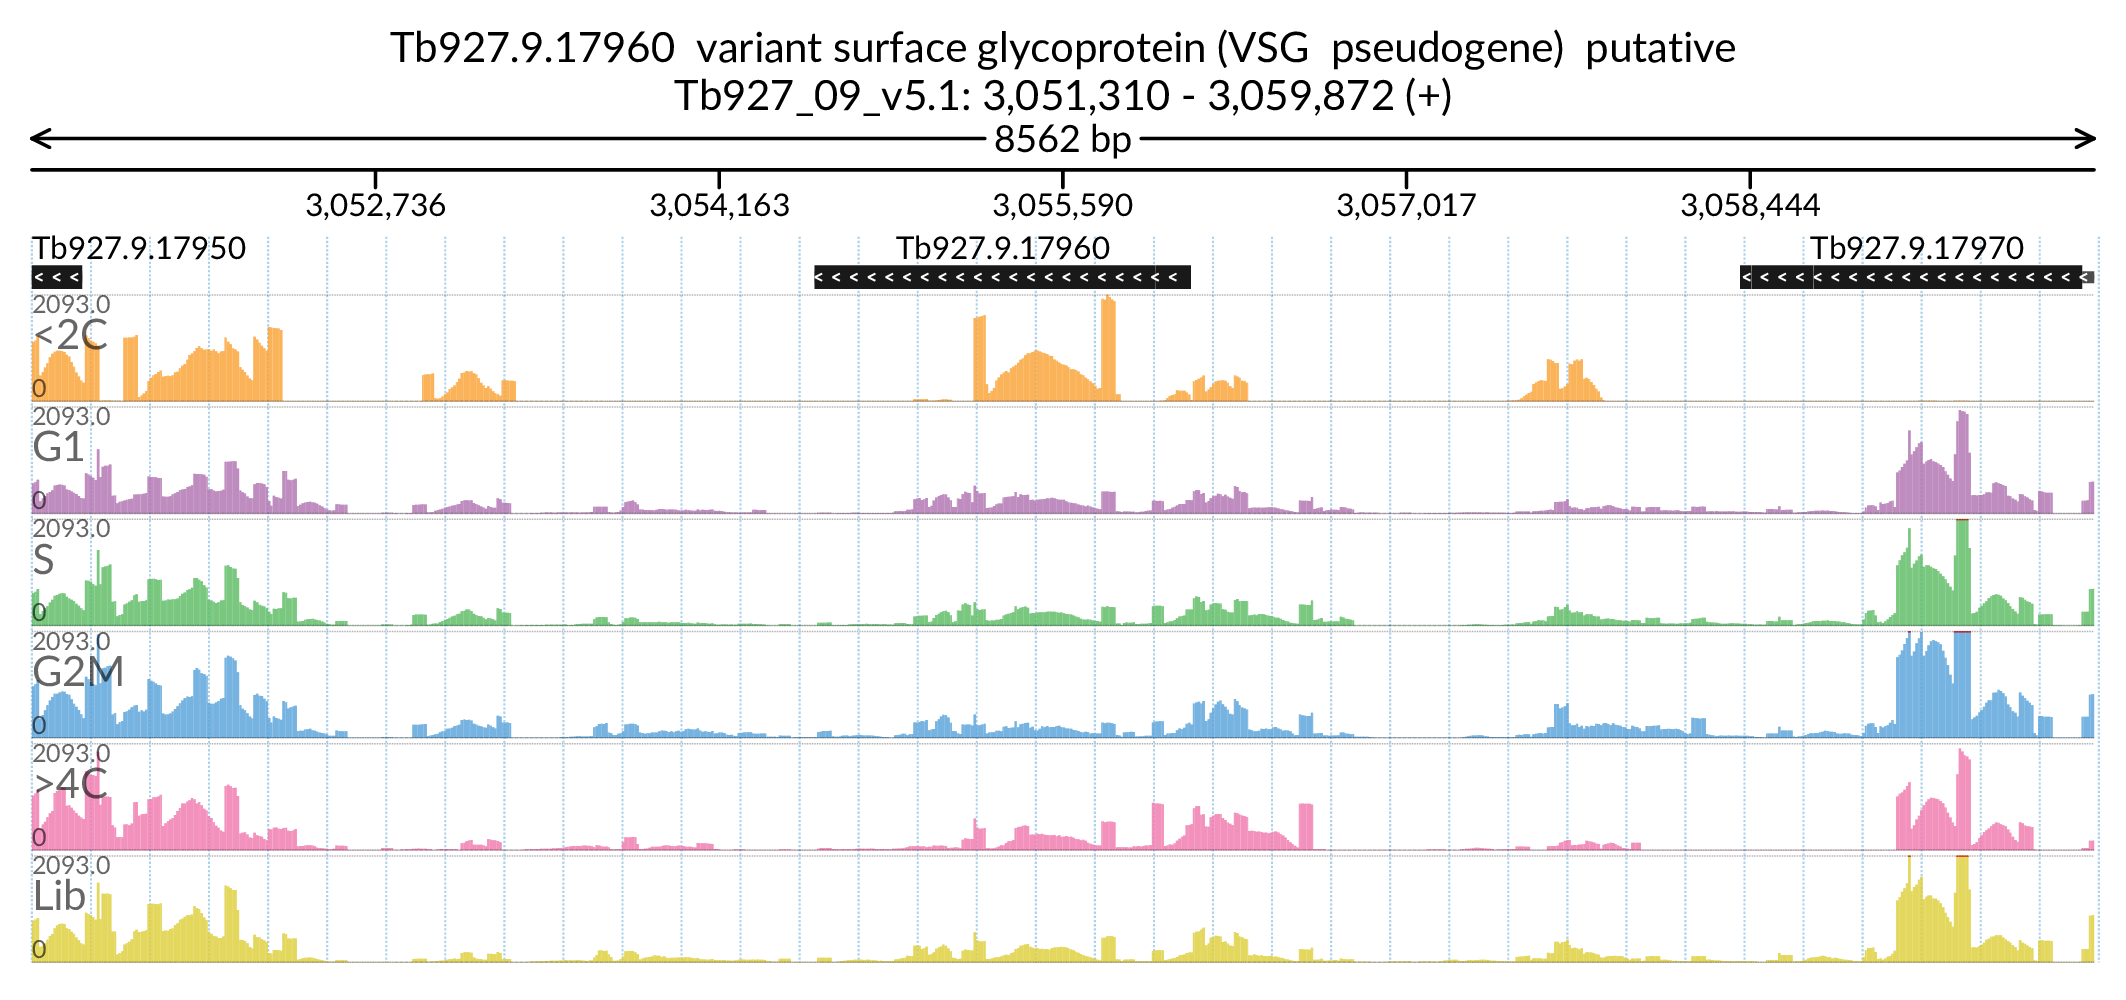 Tb927.9.17960  variant surface glycoprotein (VSG  pseudogene)  putative
Tb927_09_v5.1: 3,051,310 - 3,059,872 (+)
8562 bp
3,052,736 3,054,163 3,055,590 3,057,017 3,058,444
Tb927.9.17950 Tb927.9.17960 Tb927.9.17970
2093.0
<2C
0
2093.0
G1
0
2093.0
S
0
2093.0
G2M
0
2093.0
>4C
0
2093.0
Lib
0